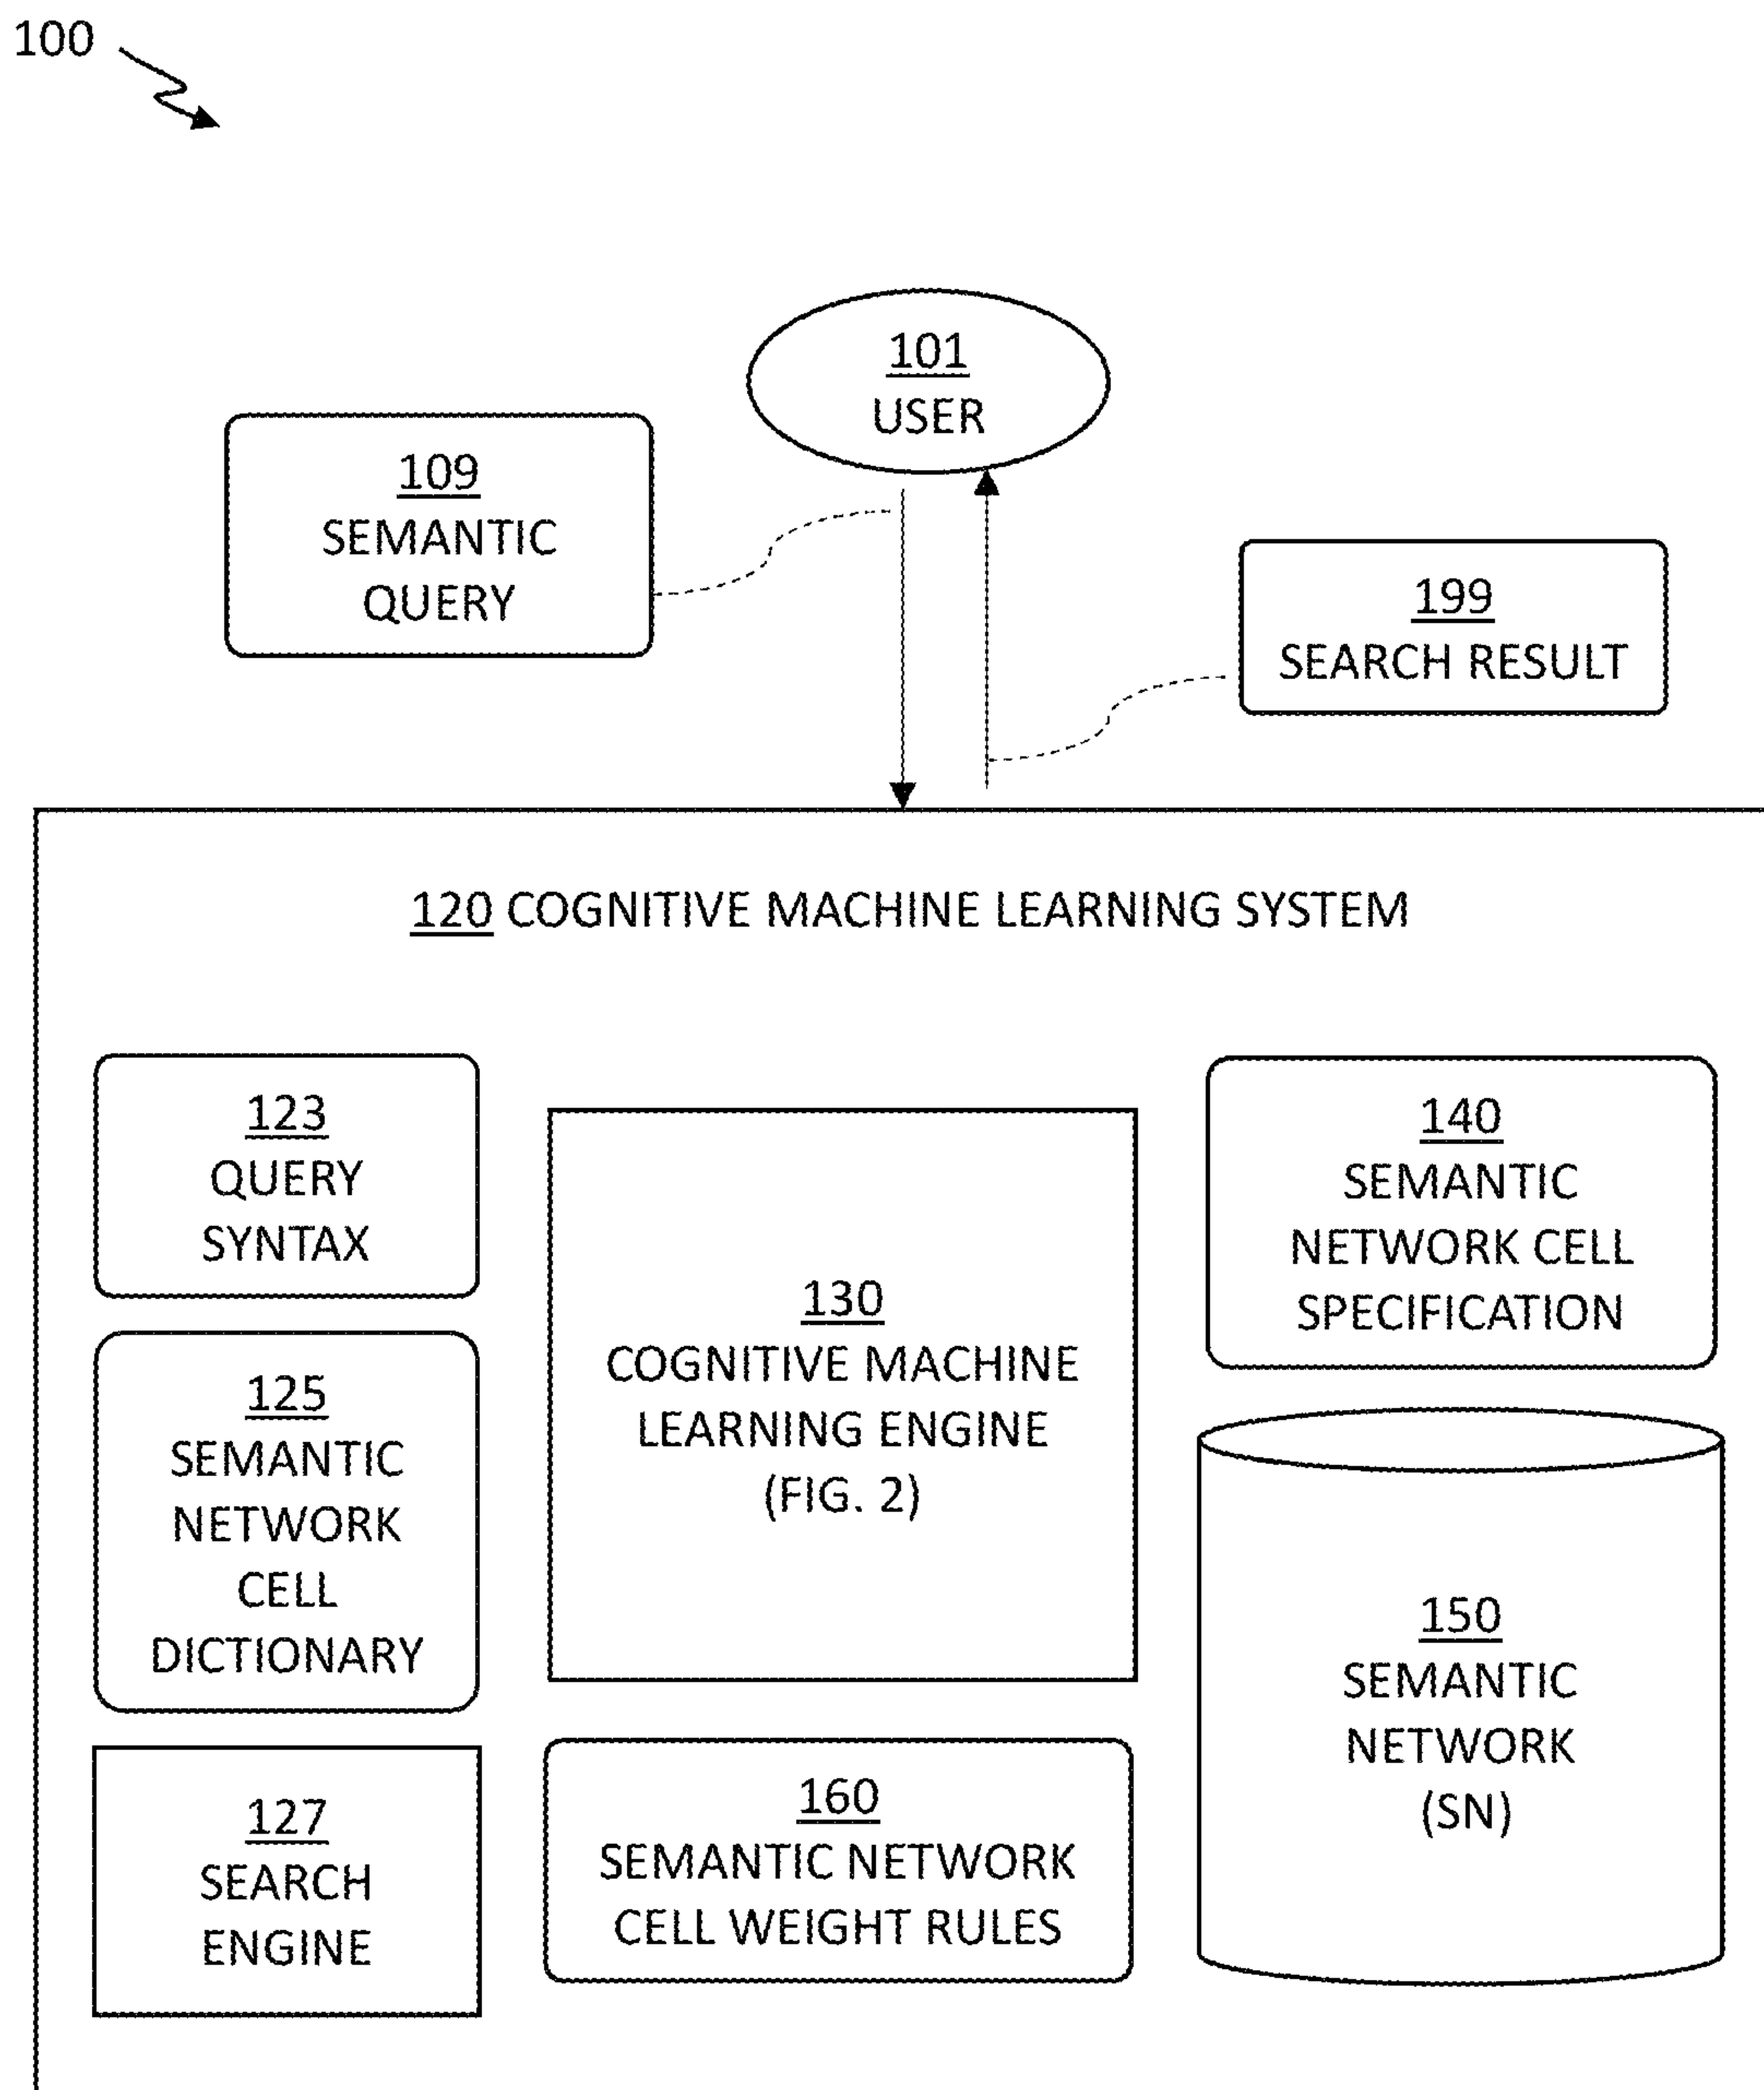 100
101
USER
109
SEMANTIC
QUERY
199
SEARCH RESULT
120 COGNITIVE MACHINE LEARNING SYSTEM
123
QUERY
SYNTAX
125
SEMANTIC
NETWORK
CELL
DICTIONARY
127
SEARCH
ENGINE
130
COGNITIVE MACHINE
LEARNING ENGINE
(FIG. 2)
160
SEMANTIC NETWORK
CELL WEIGHT RULES
140
SEMANTIC
NETWORK CELL
SPECIFICATION
150
SEMANTIC
NETWORK
(SN)